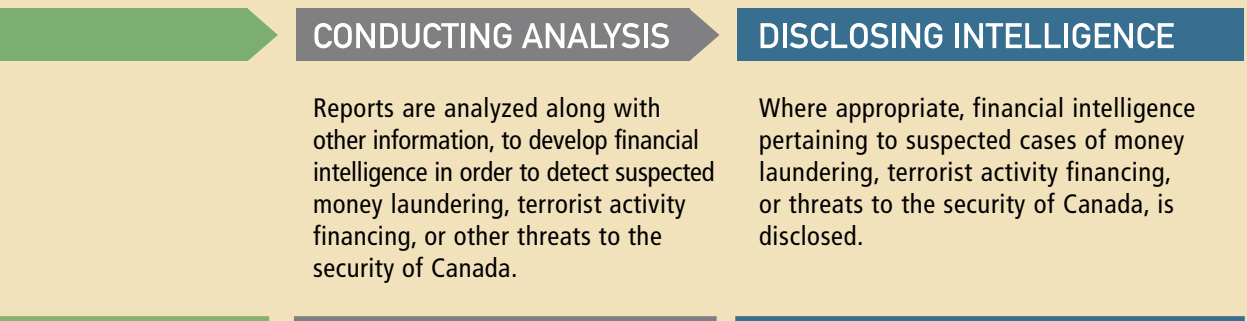 CONDUCTING ANALYSIS
Reports are analyzed along with
other information, to develop financial
intelligence in order to detect suspected
money laundering, terrorist activity
financing, or other threats to the
security of Canada.
DISCLOSING INTELLIGENCE
Where appropriate, financial intelligence
pertaining to suspected cases of money
laundering, terrorist activity financing,
or threats to the security of Canada, is
disclosed.